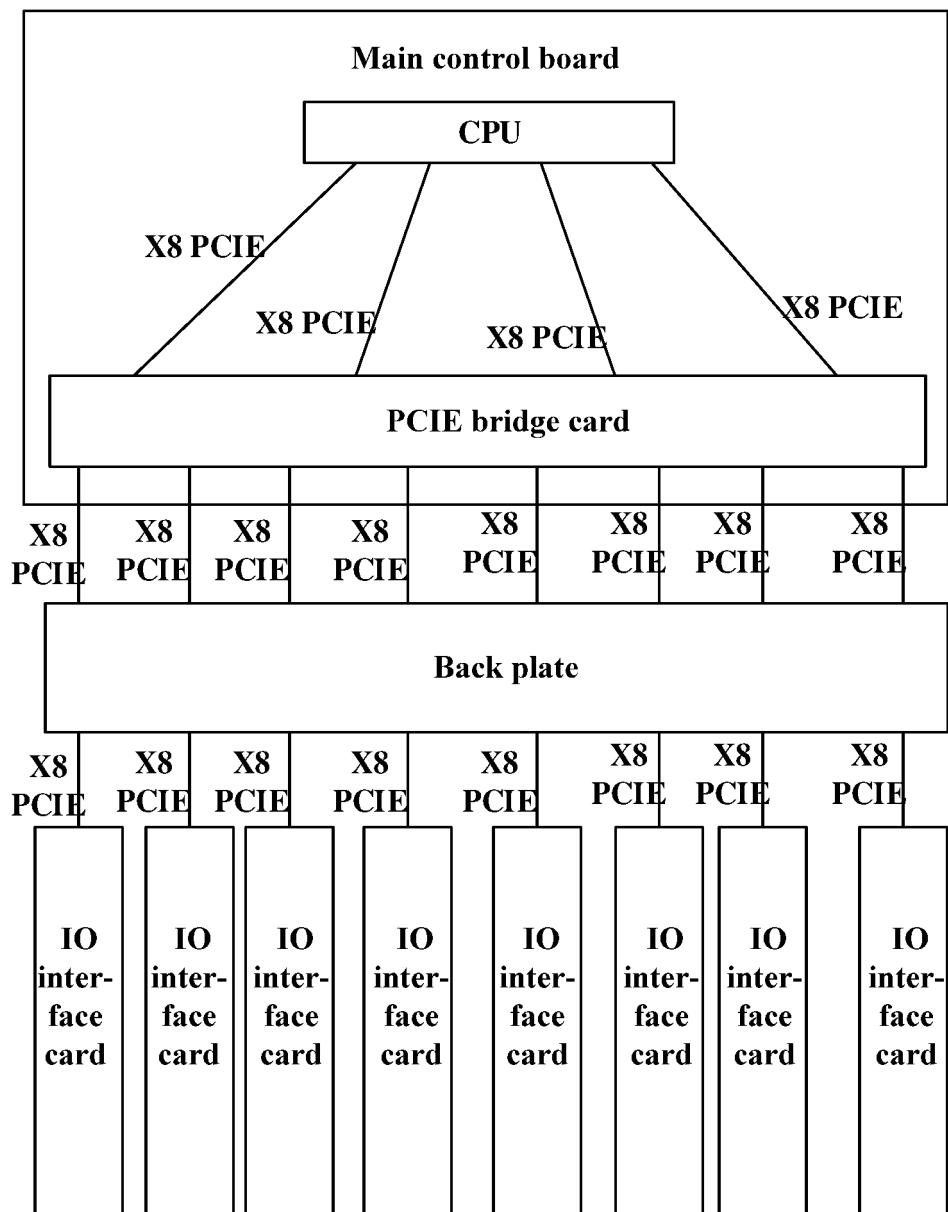 Main control board
CPU
X8 PCIE
X8 PCIE
X8 PCIE
X8 PCIE
PCIE bridge card
X8
PCIE
X8
PCIE
X8
PCIE
X8
PCIE
X8
PCIE
X8
PCIE
X8
PCIE
X8
PCIE
Back plate
X8
PCIE
X8
PCIE
X8
PCIE
X8
PCIE
X8
PCIE
X8
PCIE
X8
PCIE
X8
PCIE
IO
inter-
face
card
IO
inter-
face
card
IO
inter-
face
card
IO
inter-
face
card
IO
inter-
face
card
IO
inter-
face
card
IO
inter-
face
card
IO
inter-
face
card